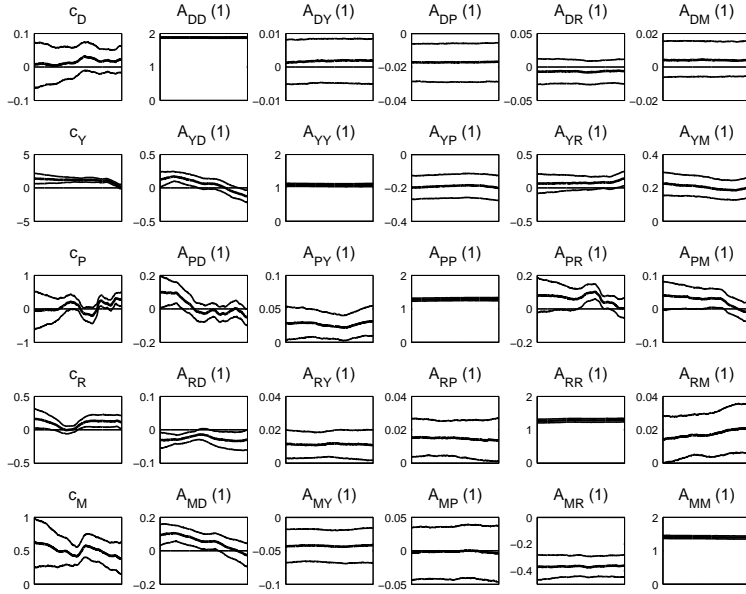 c_D A_DD (1) A_DY (1) A_DP (1) A_DR (1) A_DM (1)
0.1 2 0.01 0 0.05 0.02
0 1 0 −0.02 0 0
−0.1 0 −0.01 −0.04 −0.05 −0.02
c_Y A_YD (1) A_YY (1) A_YP (1) A_YR (1) A_YM (1)
5 0.5 2 0 0.5 0.4
0 0 1 −0.2 0 0.2
−5 −0.5 0 −0.4 −0.5 0
c_P A_PD (1) A_PY (1) A_PP (1) A_PR (1) A_PM (1)
1 0.2 0.1 2 0.2 0.1
0 0 0.05 1 0 0
−1 −0.2 0 0 −0.2 −0.1
c_R A_RD (1) A_RY (1) A_RP (1) A_RR (1) A_RM (1)
0.5 0.1 0.04 0.04 2 0.04
0 0 0.02 0.02 1 0.02
−0.5 −0.1 0 0 0 0
c_M A_MD (1) A_MY (1) A_MP (1) A_MR (1) A_MM (1)
1 0.2 0 0.05 0 2
0.5 0 −0.05 0 −0.2 1
0 −0.2 −0.1 −0.05 −0.4 0